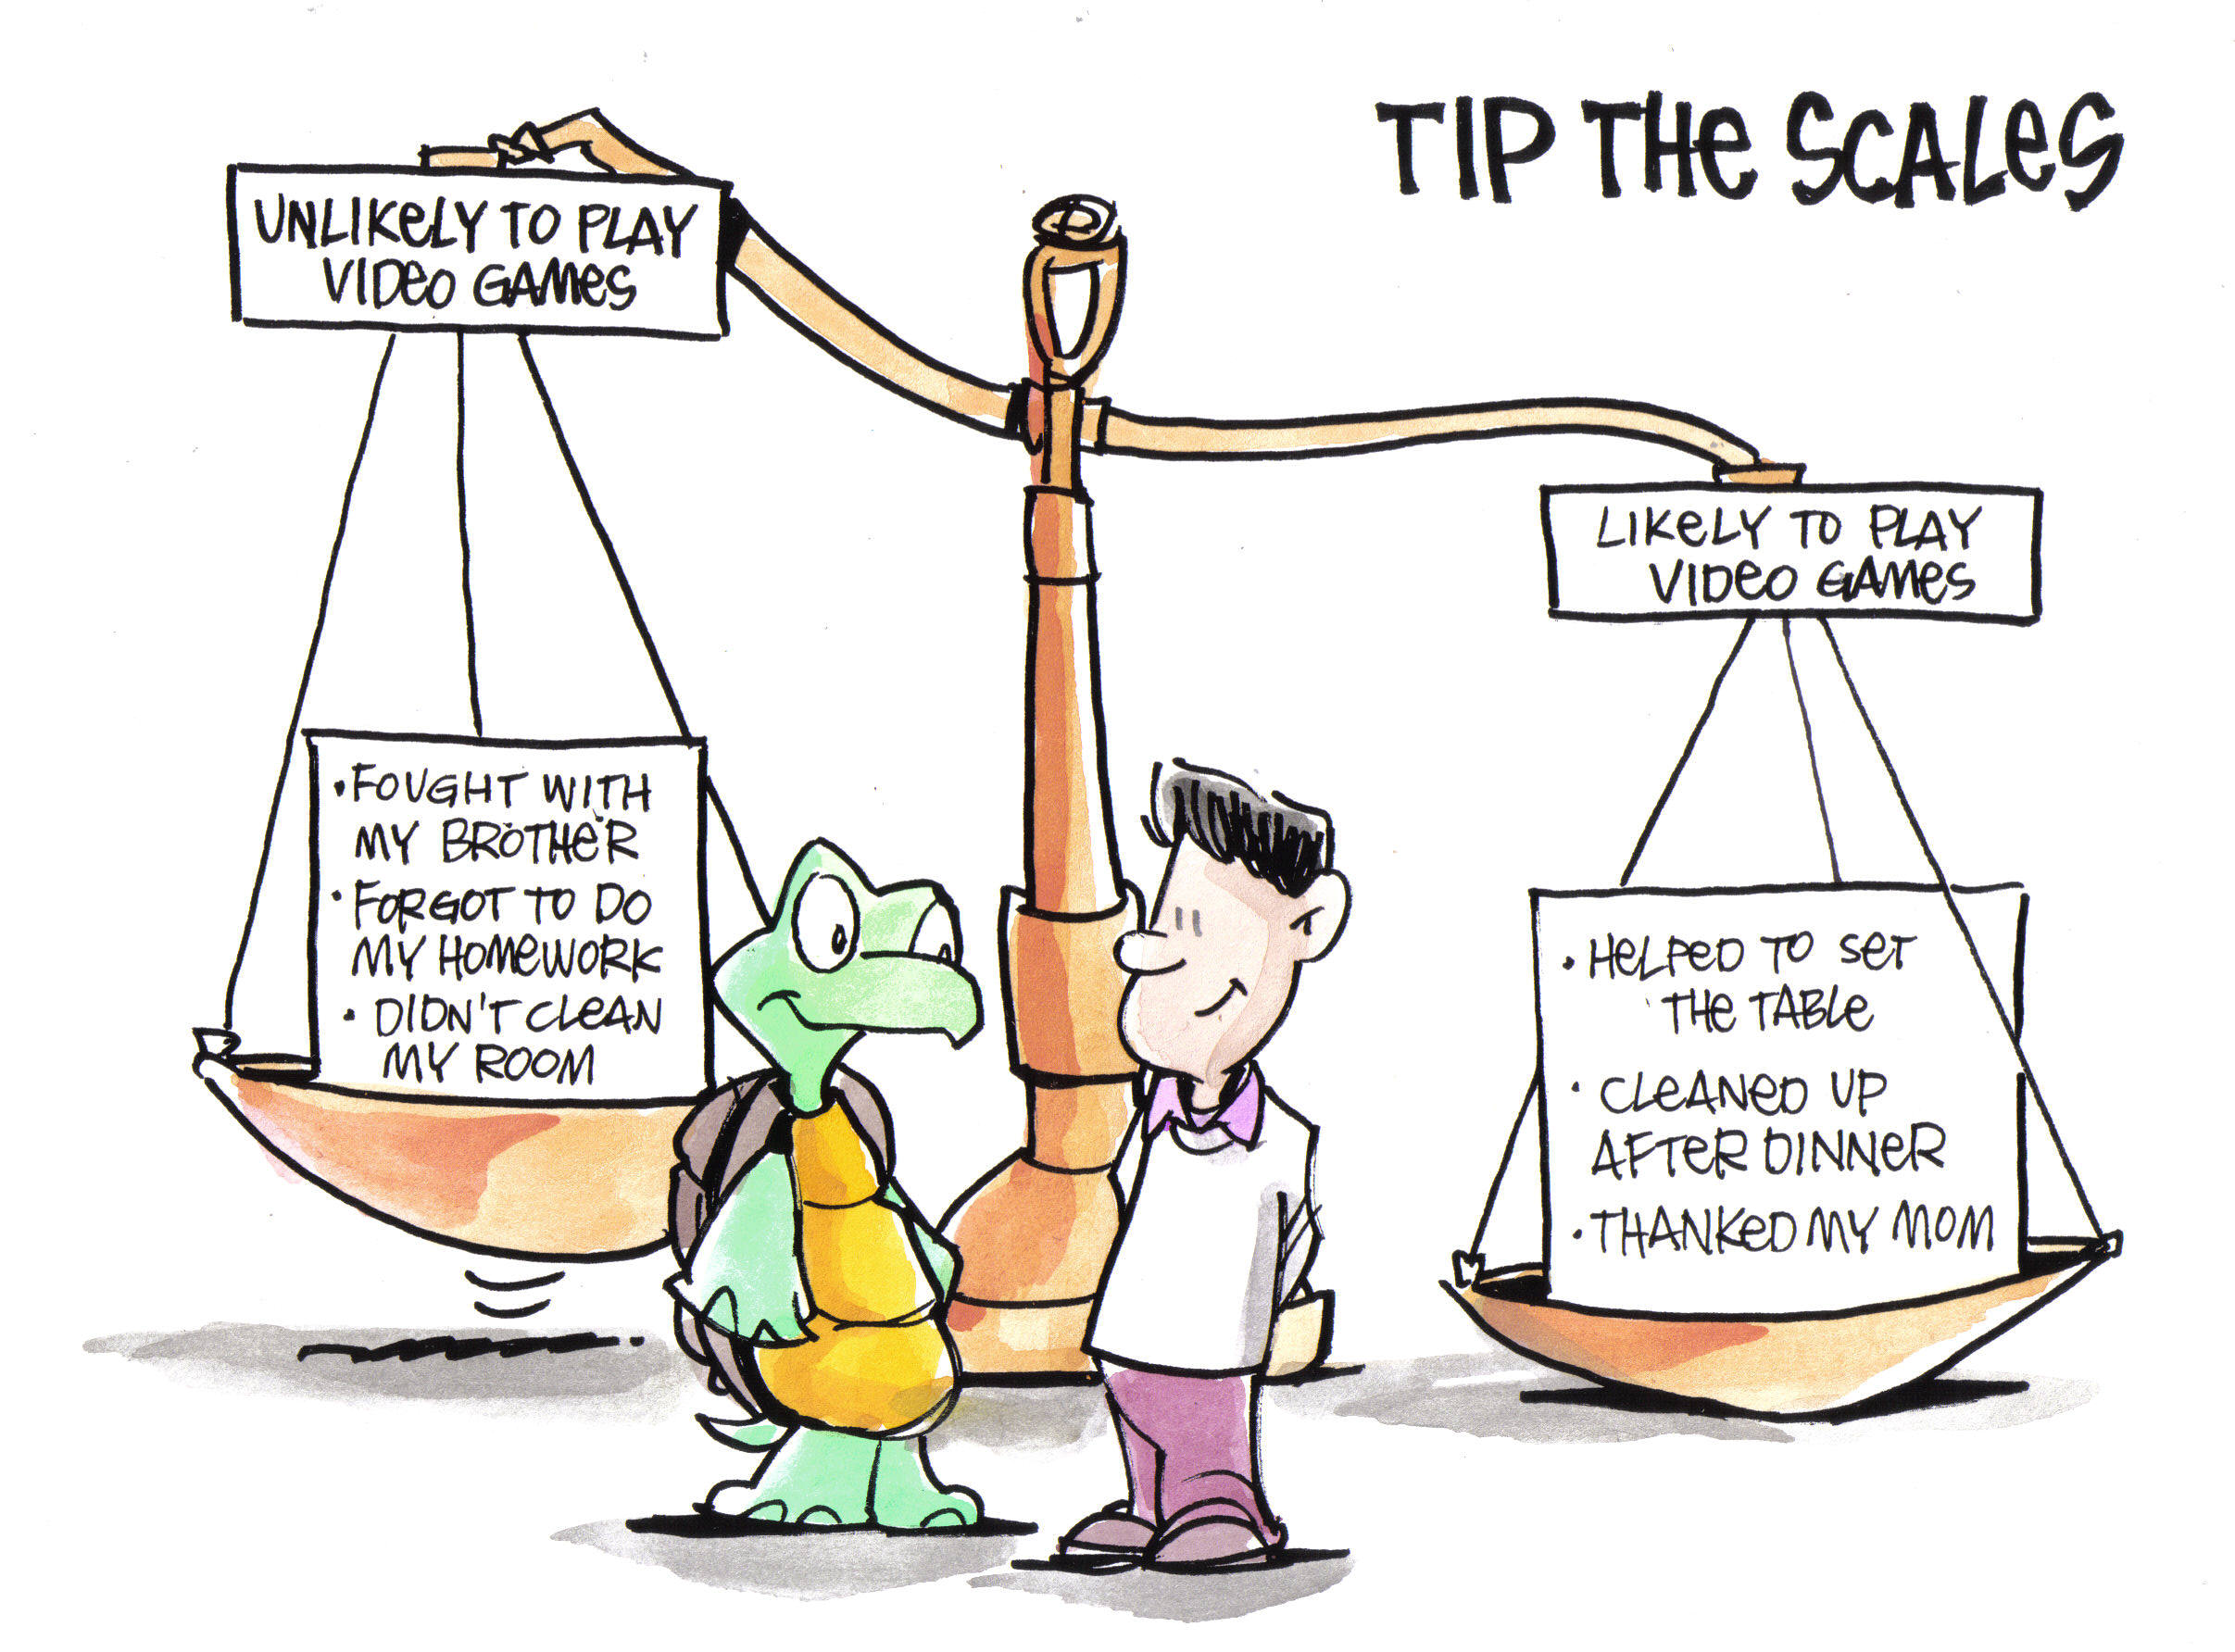 TIP THE SCALES
UNLIKELY TO PLAY
VIDEO GAMES
• FOUGHT WITH
MY BROTHER
• FORGOT TO DO
MY HOMEWORK
• DIDN'T CLEAN
MY ROOM
LIKELY TO PLAY
VIDEO GAMES
• HELPED TO SET
THE TABLE
• CLEANED UP
AFTER DINNER
• THANKED MY MOM